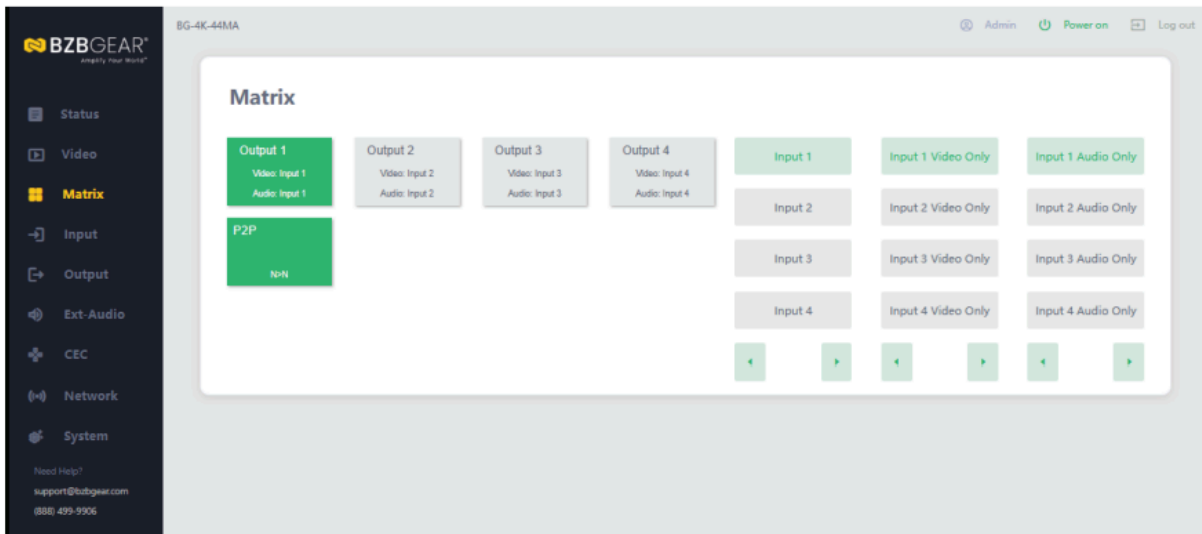 BZBGEAR®
Amplify Your World®
Status
Video
Matrix
Input
Output
Ext-Audio
CEC
Network
System
Need Help?
support@bzbgear.com
(888) 499-9906
BG-4K-44MA
Admin
Power on
Log out
Matrix
Output 1
Video: Input 1
Audio: Input 1
Output 2
Video: Input 2
Audio: Input 2
Output 3
Video: Input 3
Audio: Input 3
Output 4
Video: Input 4
Audio: Input 4
P2P
N>N
Input 1
Input 1 Video Only
Input 1 Audio Only
Input 2
Input 2 Video Only
Input 2 Audio Only
Input 3
Input 3 Video Only
Input 3 Audio Only
Input 4
Input 4 Video Only
Input 4 Audio Only